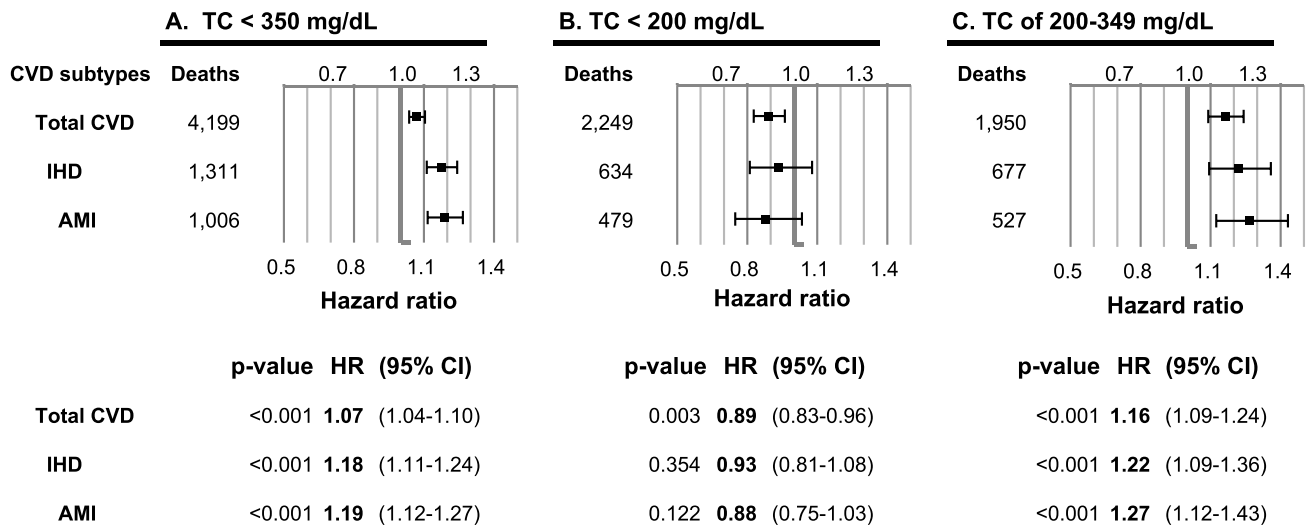 A. TC < 350 mg/dL B. TC < 200 mg/dL C. TC of 200-349 mg/dL
CVD subtypes Deaths 0.7 1.0 1.3 Deaths 0.7 1.0 1.3 Deaths 0.7 1.0 1.3
Total CVD 4,199 2,249 1,950
IHD 1,311 634 677
AMI 1,006 479 527
0.5 0.8 1.1 1.4 0.5 0.8 1.1 1.4 0.5 0.8 1.1 1.4
Hazard ratio Hazard ratio Hazard ratio
p-value HR (95% CI) p-value HR (95% CI) p-value HR (95% CI)
Total CVD <0.001 1.07 (1.04-1.10) 0.003 0.89 (0.83-0.96) <0.001 1.16 (1.09-1.24)
IHD <0.001 1.18 (1.11-1.24) 0.354 0.93 (0.81-1.08) <0.001 1.22 (1.09-1.36)
AMI <0.001 1.19 (1.12-1.27) 0.122 0.88 (0.75-1.03) <0.001 1.27 (1.12-1.43)